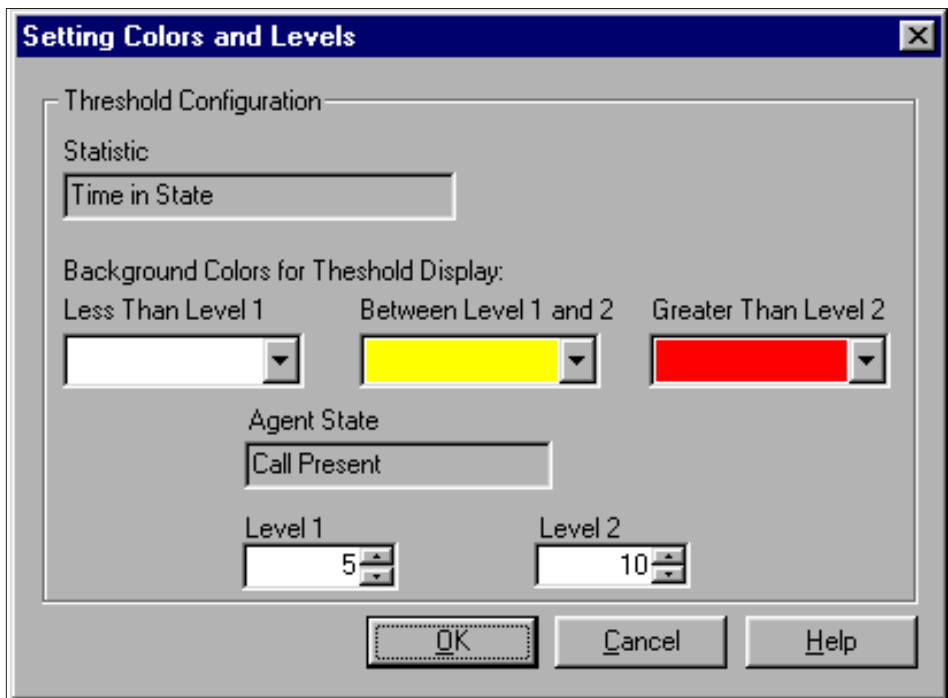 Setting Colors and Levels
Threshold Configuration
Statistic
Time in State
Background Colors for Theshold Display:
Less Than Level 1 Between Level 1 and 2 Greater Than Level 2
Agent State
Call Present
Level 1 Level 2
5 10
OK Cancel Help